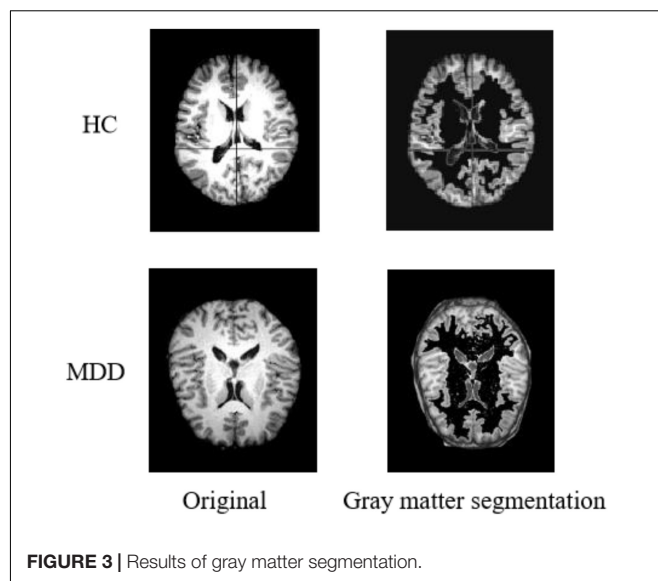 HC
MDD
Original Gray matter segmentation
FIGURE 3 | Results of gray matter segmentation.